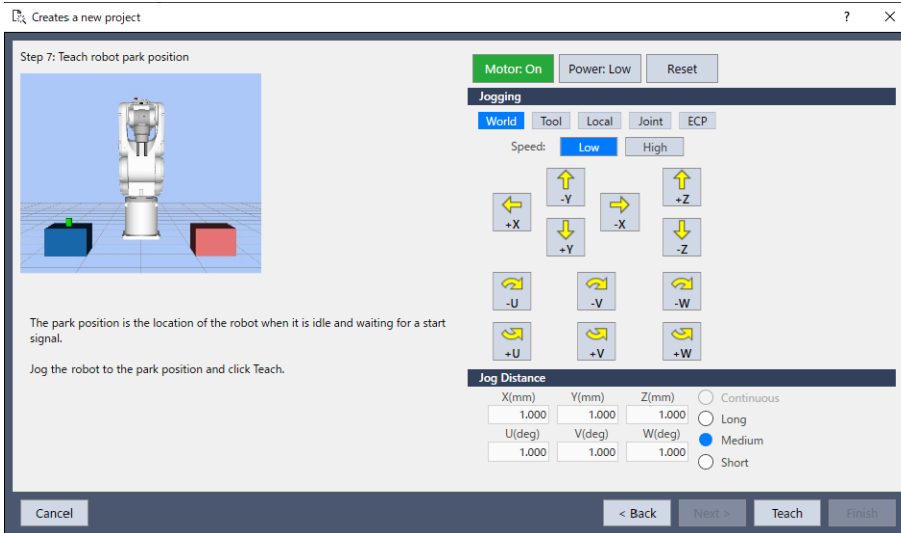 Creates a new project
?
Step 7: Teach robot park position
The park position is the location of the robot when it is idle and waiting for a start
signal.
Jog the robot to the park position and click Teach.
Motor: On Power: Low Reset
Jogging
World Tool Local Joint ECP
Speed: Low High
-Y +Z
+X -X
+Y -Z
-U -V -W
+U +V +W
Jog Distance
X(mm) Y(mm) Z(mm) Continuous
1.000 1.000 1.000 Long
U(deg) V(deg) W(deg) Medium
1.000 1.000 1.000 Short
Cancel < Back Next > Teach Finish